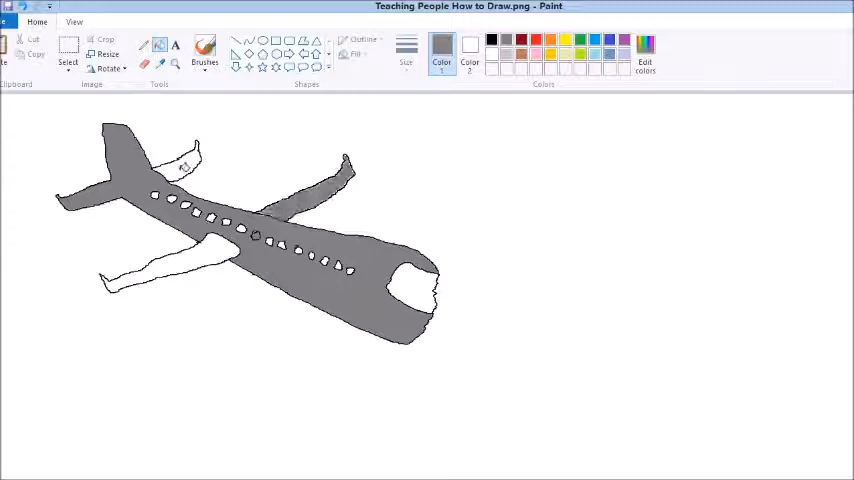 Teaching People How to Draw.png - Paint
Home View
Cut
Copy
Clipboard
Select
Crop
Resize
Rotate
Image
A
Tools
Brushes
Outline
Fill
Shapes
Size
Color 1
Color 2
Edit colors
Colors